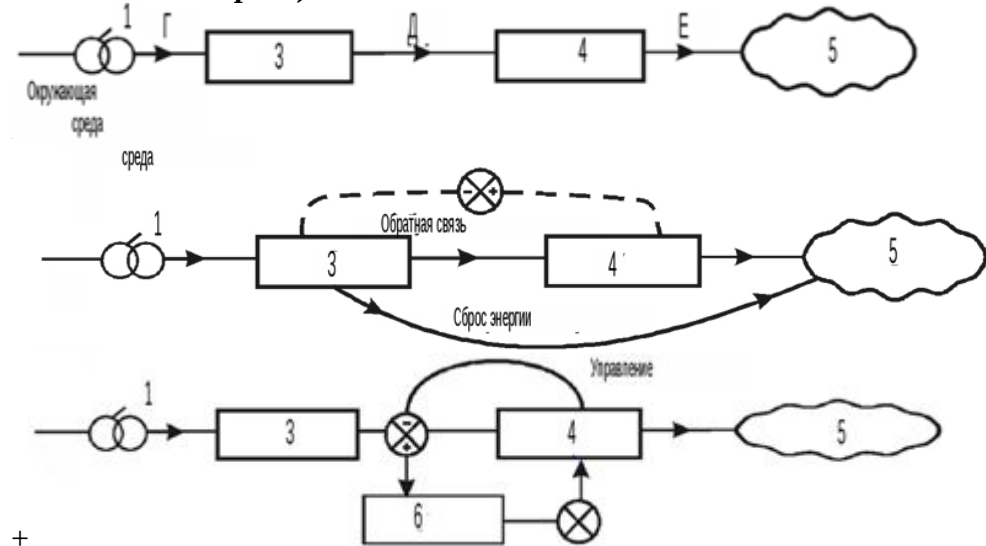 1 Г 3 Д 4 Е 5
Окружающая
среда
среда
- +
Обратная связь
1 3 4 5
Сброс энергии
Управление
1 3 - + 4 5
6
+